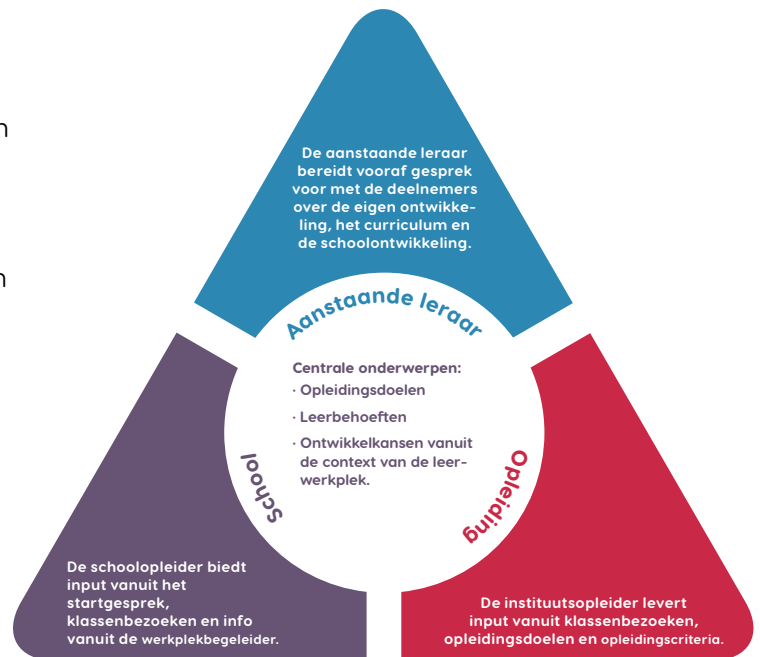 n
n
De aanstaande leraar
bereidt vooraf gesprek
voor met de deelnemers
over de eigen ontwikke-
ling, het curriculum en
de schoolontwikkeling.
Aanstaande leraar
Centrale onderwerpen:
· Opleidingsdoelen
· Leerbehoeften
· Ontwikkelkansen vanuit
de context van de leer-
werkplek.
School
Opleiding
De schoolopleider biedt
input vanuit het
startgesprek,
klassenbezoeken en info
vanuit de werkplekbegeleider.
De instituutsopleider levert
input vanuit klassenbezoeken,
opleidingsdoelen en opleidingscriteria.